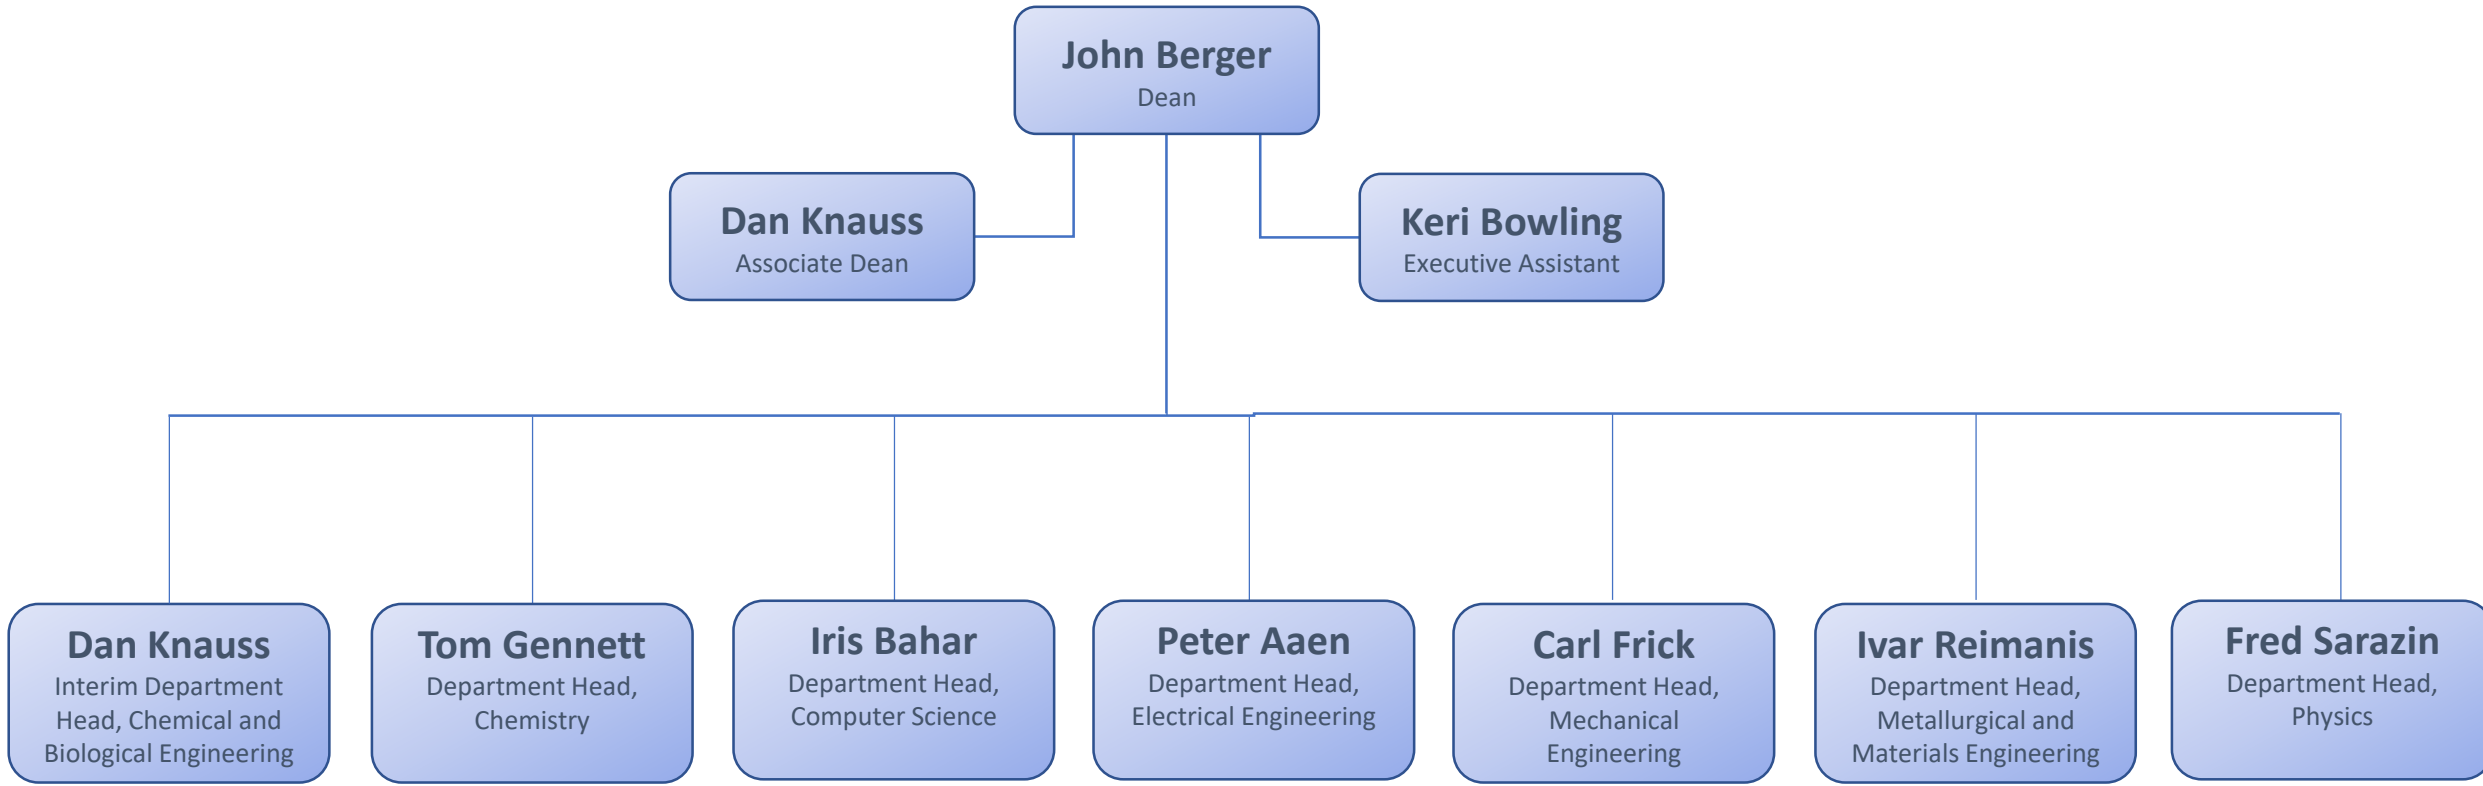 John Berger
Dean
Dan Knauss
Associate Dean
Keri Bowling
Executive Assistant
Dan Knauss
Interim Department
Head, Chemical and
Biological Engineering
Tom Gennett
Department Head,
Chemistry
Iris Bahar
Department Head,
Computer Science
Peter Aaen
Department Head,
Electrical Engineering
Carl Frick
Department Head,
Mechanical
Engineering
Ivar Reimanis
Department Head,
Metallurgical and
Materials Engineering
Fred Sarazin
Department Head,
Physics